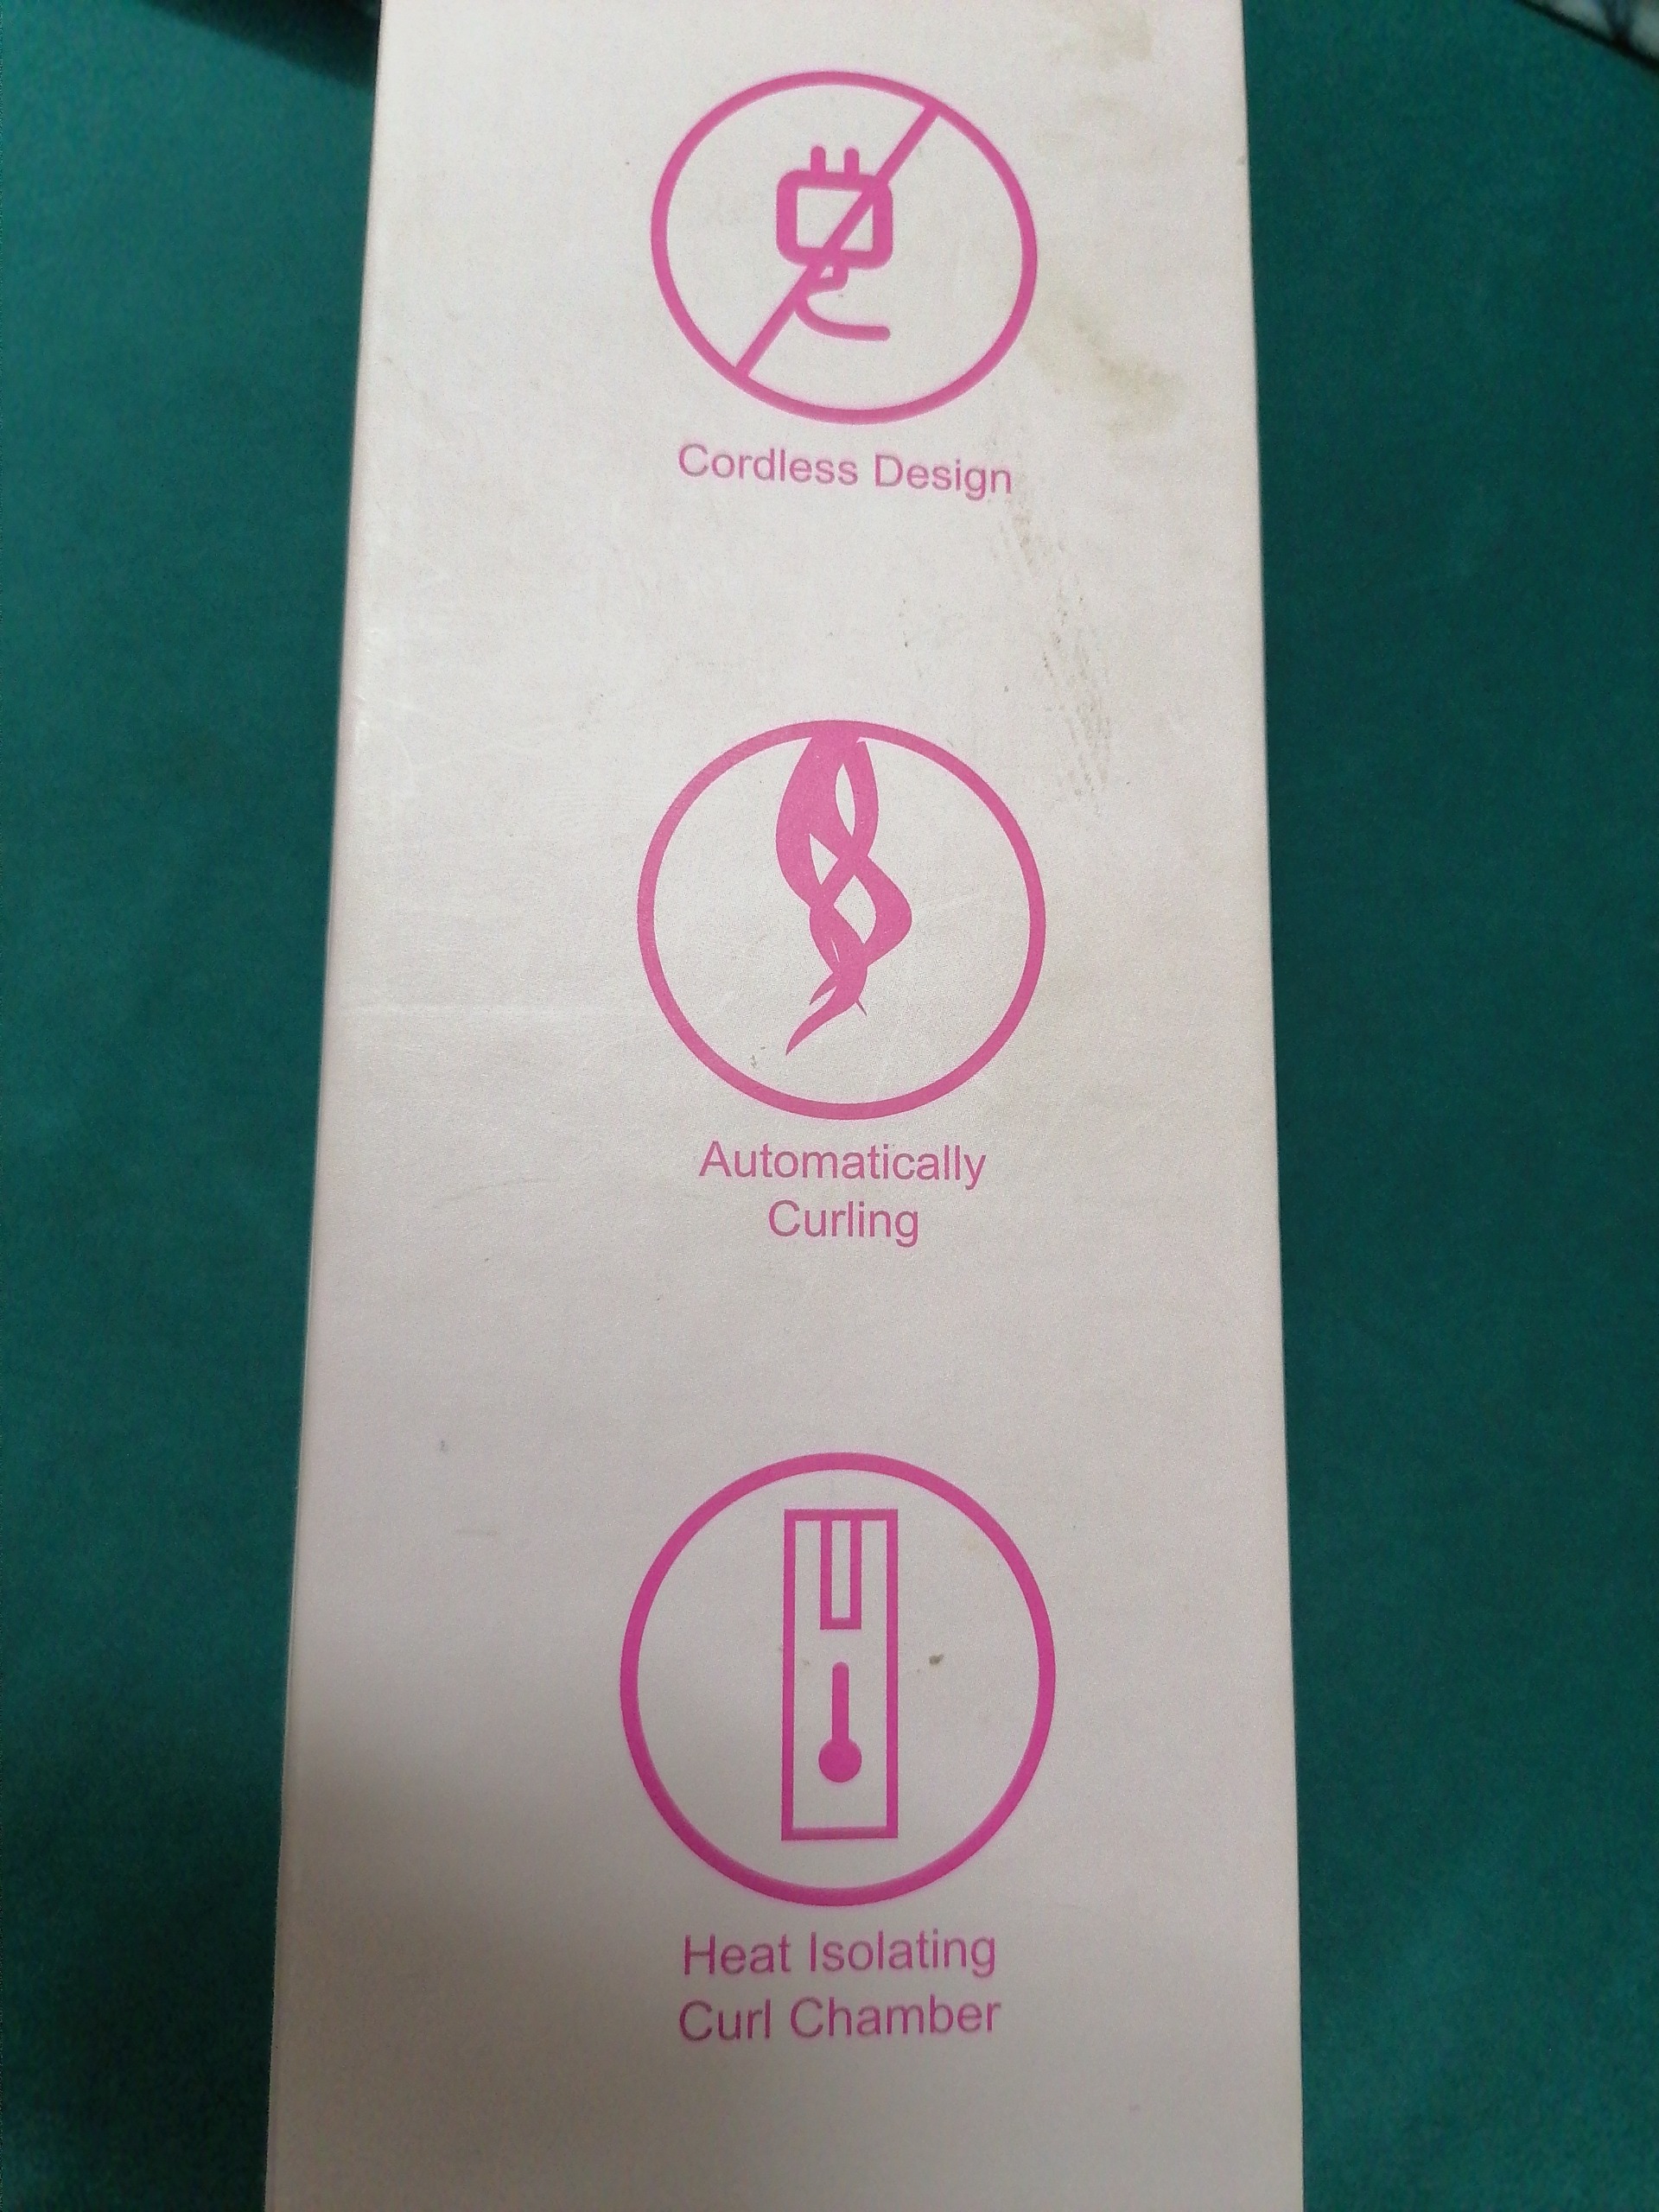 Cordless Design
Automatically
Curling
Heat Isolating
Curl Chamber